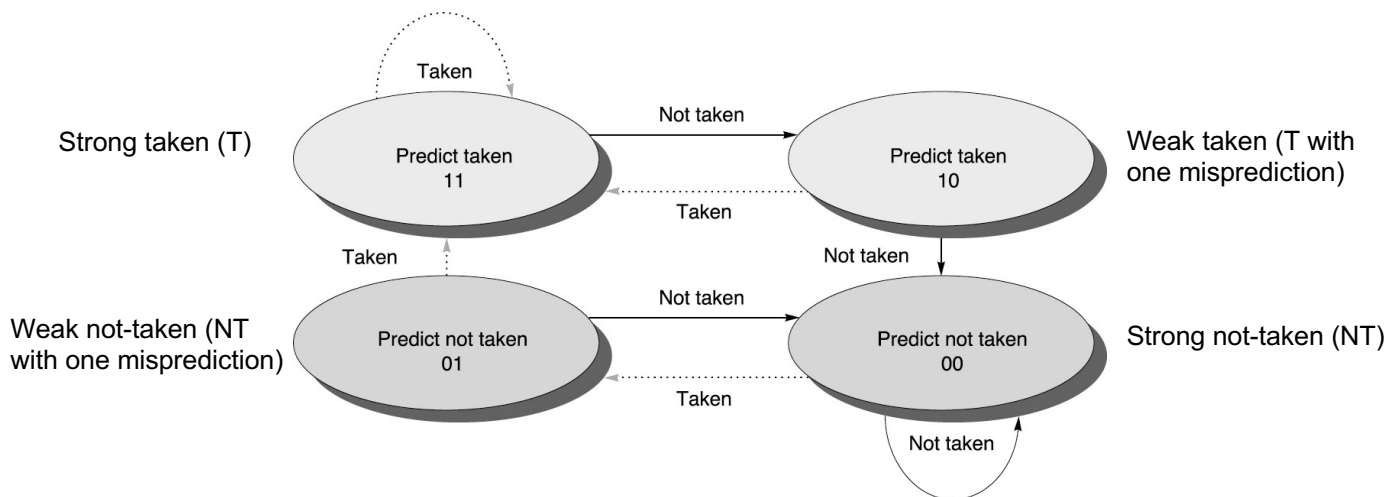 Taken
Not taken
Strong taken (T)
Predict taken
11
Predict taken
10
Weak taken (T with
one misprediction)
Taken
Taken
Not taken
Not taken
Weak not-taken (NT
with one misprediction)
Predict not taken
01
Predict not taken
00
Strong not-taken (NT)
Taken
Not taken